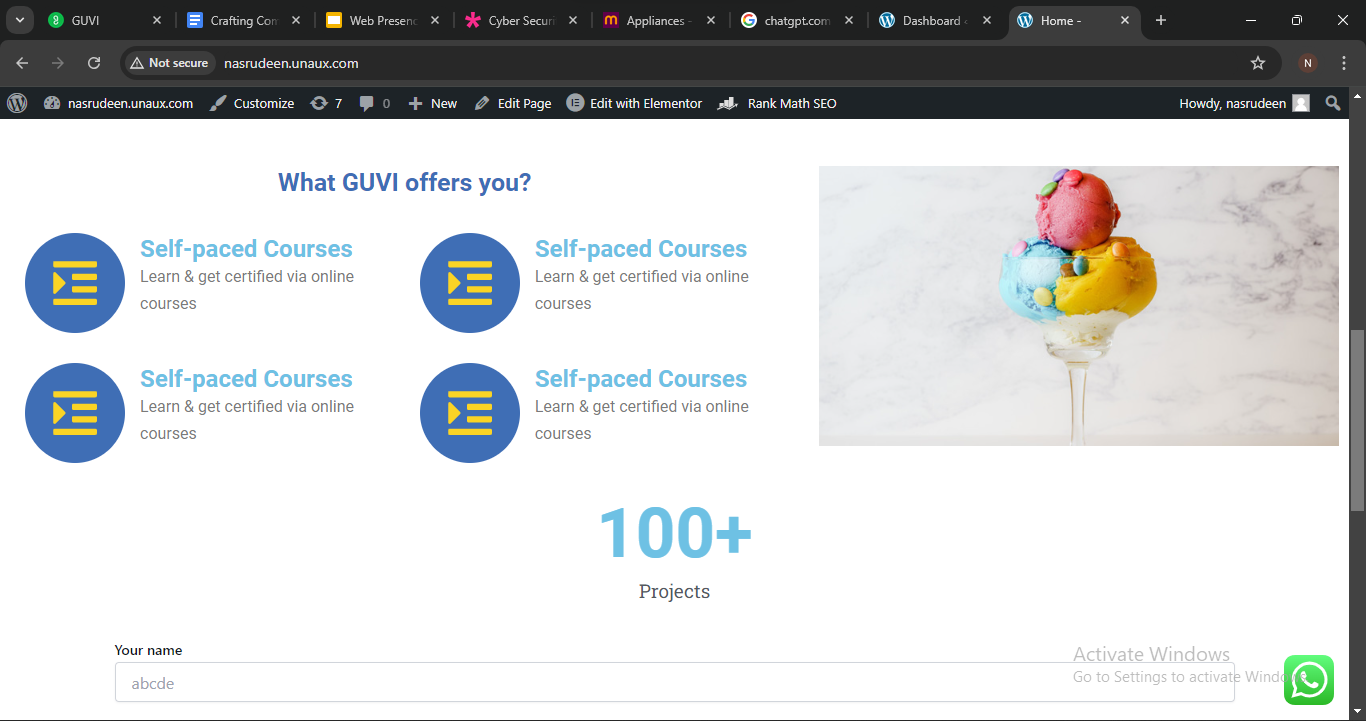 GUVI
Crafting Com
Web Presenc
Cyber Securi
Appliances -
chatgpt.com
Dashboard ‹
Home -
Not secure
nasrudeen.unaux.com
N
nasrudeen.unaux.com
Customize
7
0
New
Edit Page
Edit with Elementor
Rank Math SEO
Howdy, nasrudeen
What GUVI offers you?
Self-paced Courses
Learn & get certified via online
courses
Self-paced Courses
Learn & get certified via online
courses
Self-paced Courses
Learn & get certified via online
courses
Self-paced Courses
Learn & get certified via online
courses
100+
Projects
Your name
abcde
Activate Windows
Go to Settings to activate